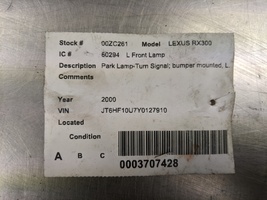 Stock # 00ZC261 Model LEXUS RX300
IC # 60294 L Front Lamp
Description Park Lamp-Turn Signal; bumper mounted, L
Comments
Year 2000
VIN JT6HF10U7Y0127910
Located
Condition
A B C 0003707428